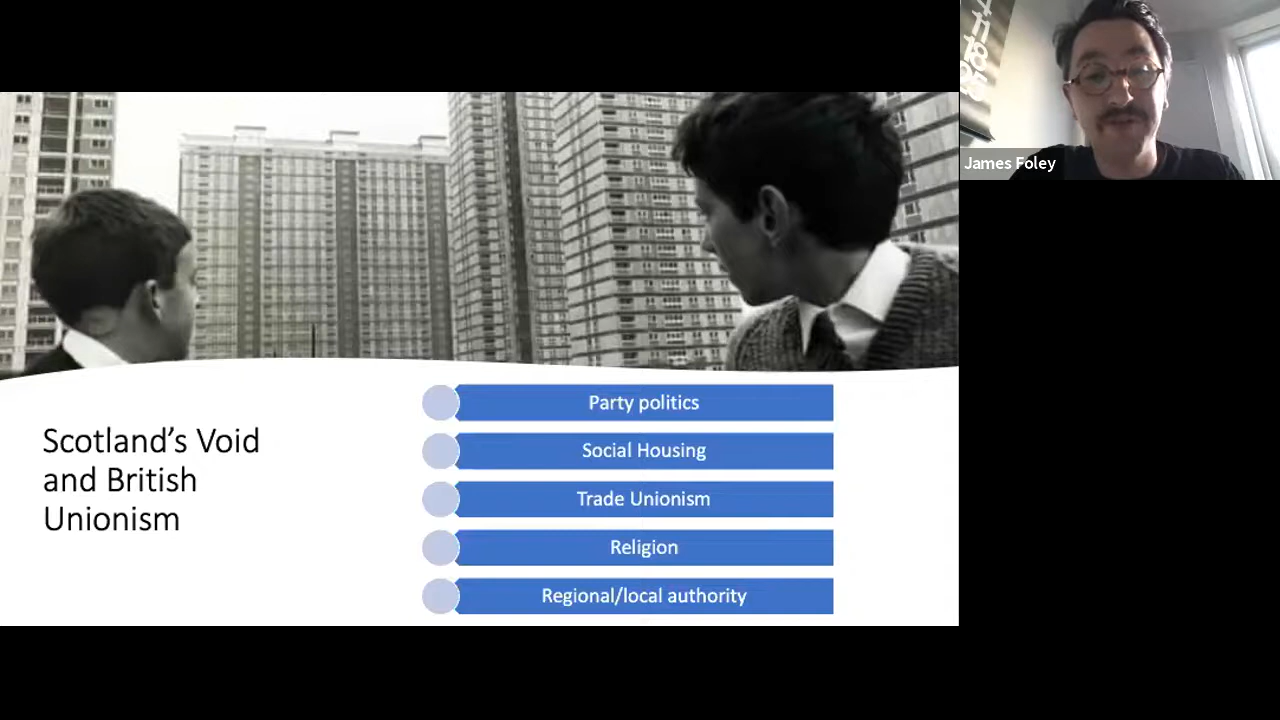 James Foley
Scotland's Void
and British
Unionism
Party politics
Social Housing
Trade Unionism
Religion
Regional/local authority